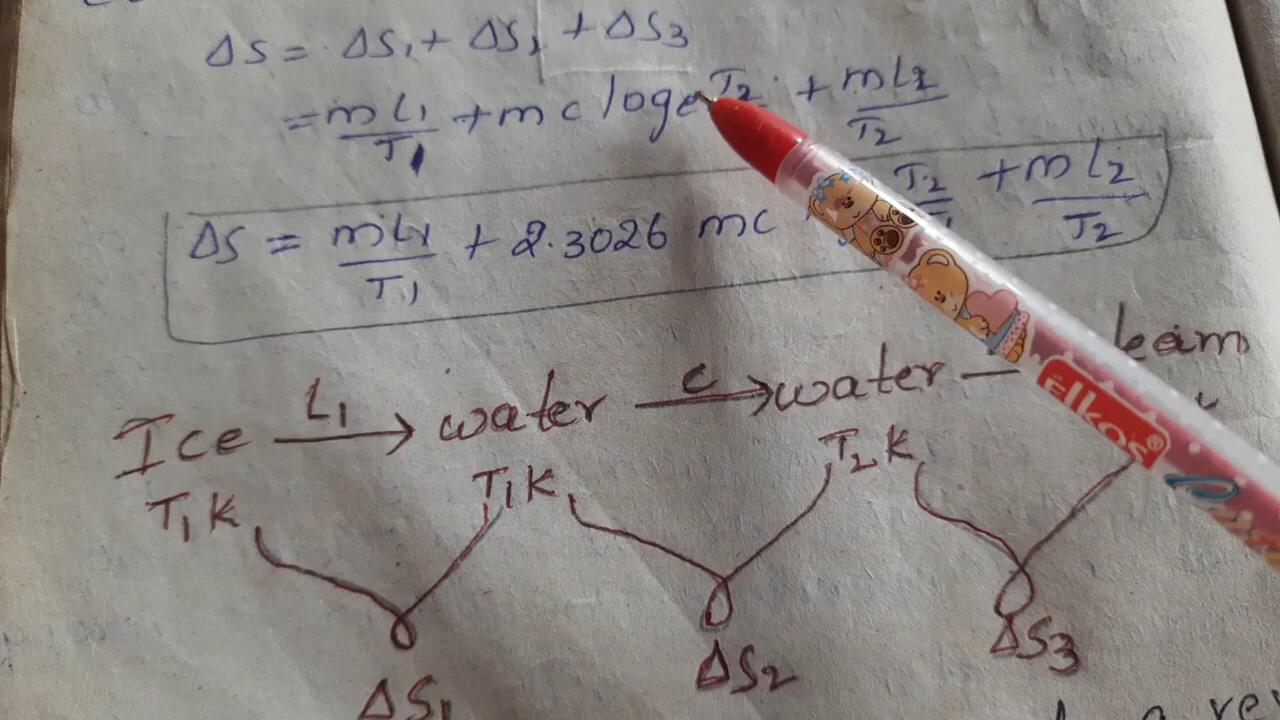 ΔS = ΔS₁ + ΔS₂ + ΔS₃
= mL₁/T₁ + mc logₑ T₂ + mL₂/T₂
ΔS = mL₁/T₁ + 2.3026 mc T₂ + mL₂/T₂
Ice —L₁→ water —c→ water —
T₁K T₁K T₂K
ΔS₁ ΔS₂ ΔS₃
Elkos